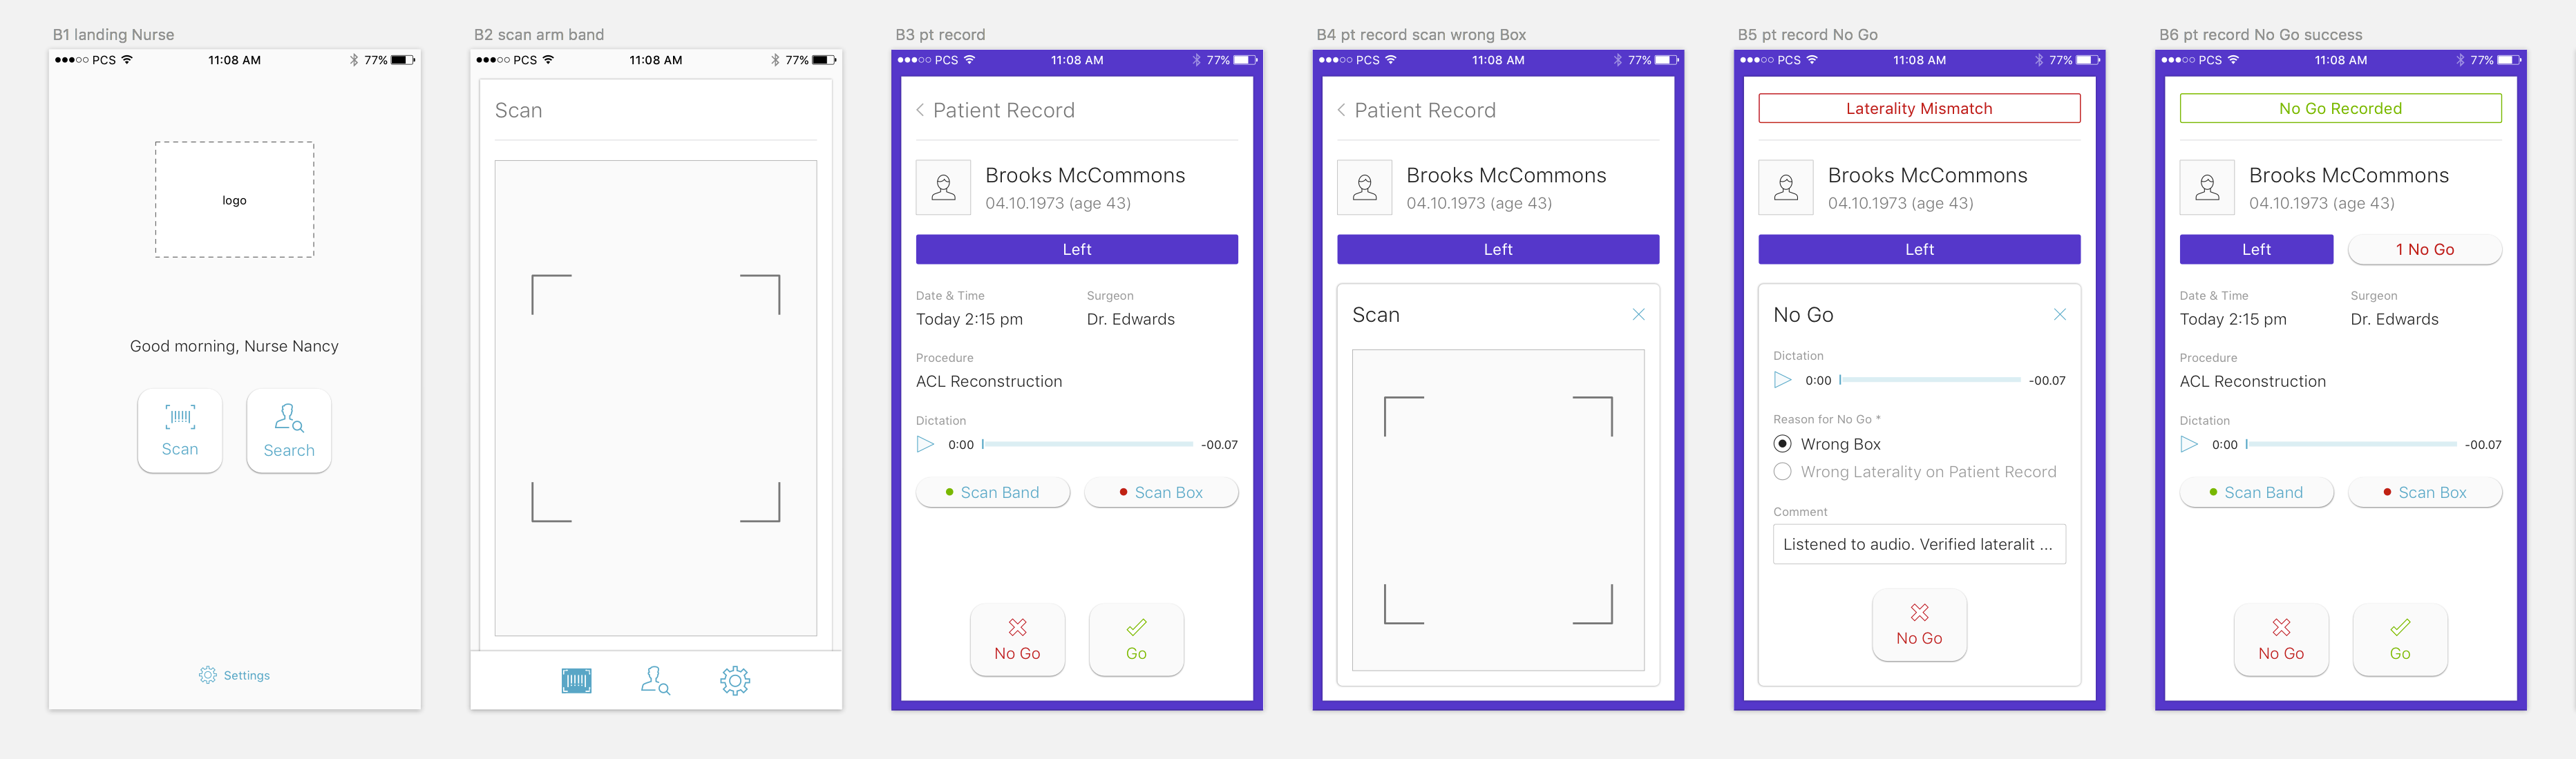 B1 landing Nurse
PCS 11:08 AM 77%
logo
Good morning, Nurse Nancy
Scan Search
Settings
B2 scan arm band
PCS 11:08 AM 77%
Scan
B3 pt record
PCS 11:08 AM 77%
< Patient Record
Brooks McCommons
04.10.1973 (age 43)
Left
Date & Time Surgeon
Today 2:15 pm Dr. Edwards
Procedure
ACL Reconstruction
Dictation
0:00 -00.07
Scan Band Scan Box
No Go Go
B4 pt record scan wrong Box
PCS 11:08 AM 77%
< Patient Record
Brooks McCommons
04.10.1973 (age 43)
Left
Scan
B5 pt record No Go
PCS 11:08 AM 77%
Laterality Mismatch
Brooks McCommons
04.10.1973 (age 43)
Left
No Go
Dictation
0:00 -00.07
Reason for No Go *
Wrong Box
Wrong Laterality on Patient Record
Comment
Listened to audio. Verified lateralit ...
No Go
B6 pt record No Go success
PCS 11:08 AM 77%
No Go Recorded
Brooks McCommons
04.10.1973 (age 43)
Left 1 No Go
Date & Time Surgeon
Today 2:15 pm Dr. Edwards
Procedure
ACL Reconstruction
Dictation
0:00 -00.07
Scan Band Scan Box
No Go Go